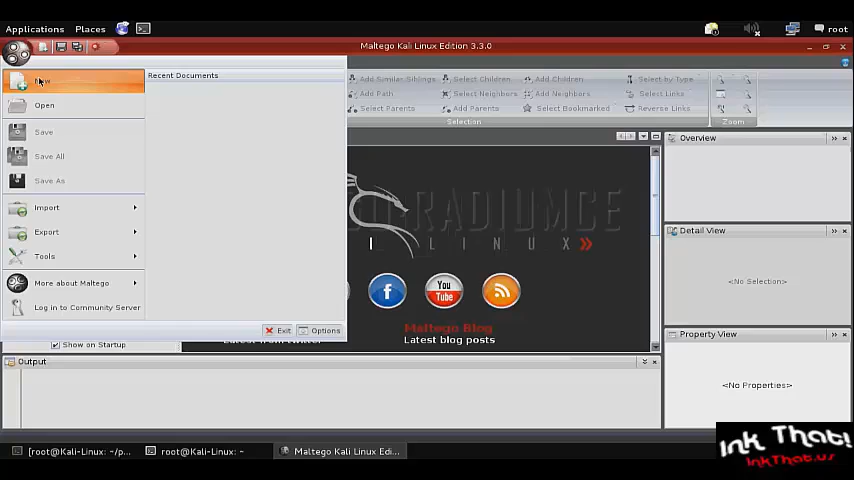 Applications Places root
Maltego Kali Linux Edition 3.3.0
New
Recent Documents
Open
Save
Save All
Save As
Import
Export
Tools
More about Maltego
Log in to Community Server
Exit Options
Add Similar Siblings Select Children Add Children Select by Type
Add Path Select Neighbors Add Neighbors Select Links
Select Parents Add Parents Select Bookmarked Reverse Links
Selection Zoom
Overview
Detail View
<No Selection>
Property View
<No Properties>
RADIUMCE
I L I N U X
You
Tube
Maltego Blog
Latest blog posts
Show on Startup
Output
[root@Kali-Linux: ~/p... root@Kali-Linux: ~ Maltego Kali Linux Edi...
Ink That!
InkThat.us